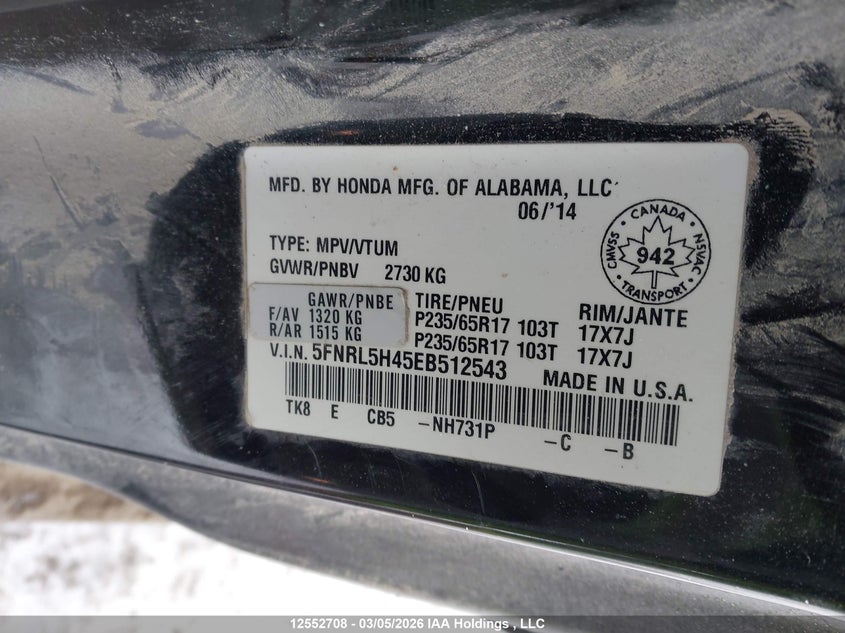 MFD. BY HONDA MFG. OF ALABAMA, LLC
06/'14
TYPE: MPV/VTUM
GVWR/PNBV 2730 KG
GAWR/PNBE TIRE/PNEU RIM/JANTE
F/AV 1320 KG P235/65R17 103T 17X7J
R/AR 1515 KG P235/65R17 103T 17X7J
V.I.N. 5FNRL5H45EB512543 MADE IN U.S.A.
TK8 E CB5 -NH731P -C -B
CANADA
CMVSS 942 NSVAC
TRANSPORT
12552708 - 03/05/2026 IAA Holdings , LLC